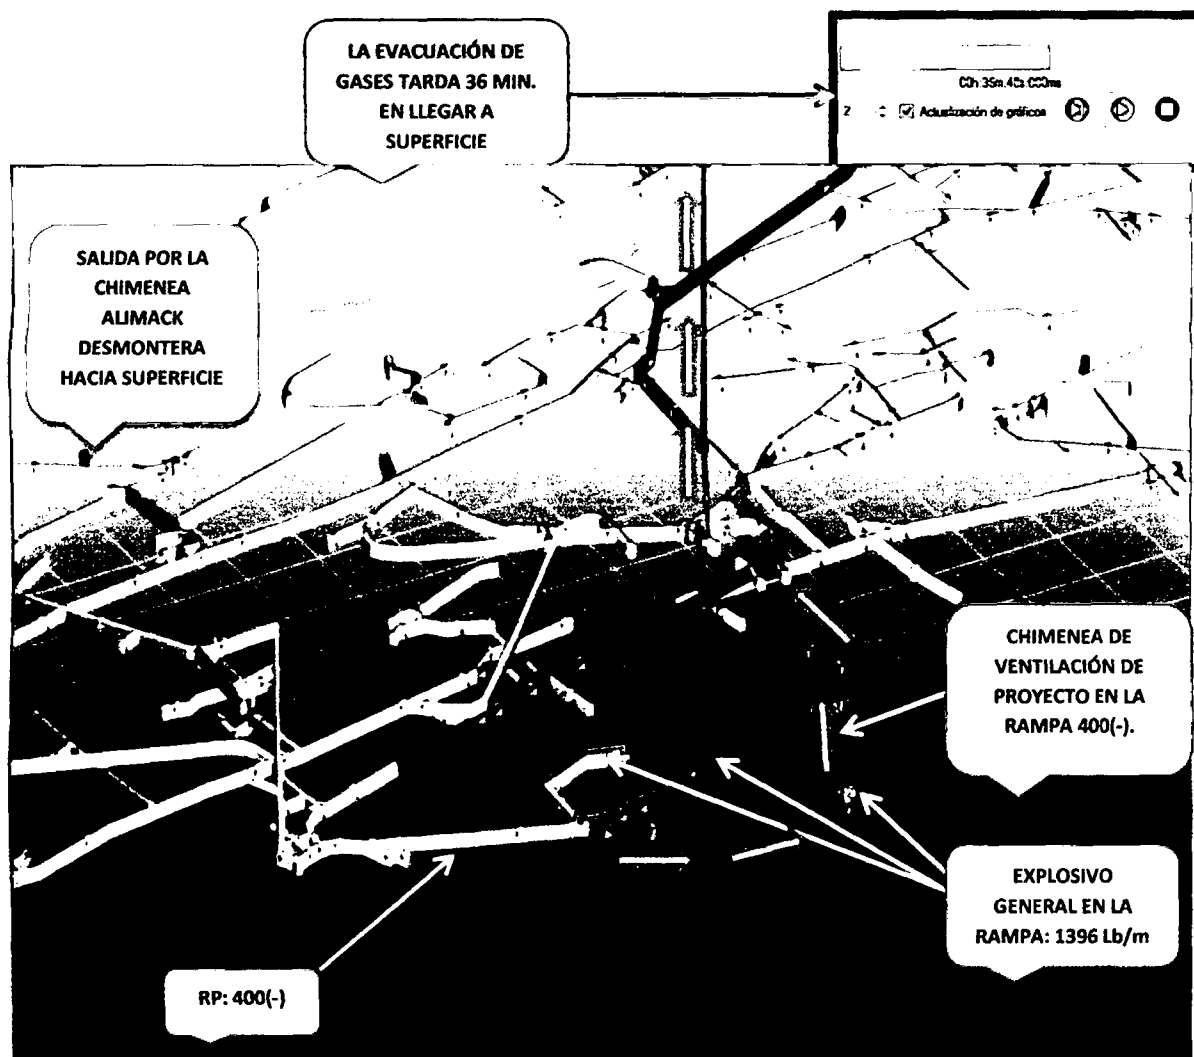 LA EVACUACIÓN DE
GASES TARDA 36 MIN.
EN LLEGAR A
SUPERFICIE
2
Actualización de gráficos
SALIDA POR LA
CHIMENEA
ALIMACK
DESMONTERA
HACIA SUPERFICIE
CHIMENEA DE
VENTILACIÓN DE
PROYECTO EN LA
RAMPA 400(-).
EXPLOSIVO
GENERAL EN LA
RAMPA: 1396 Lb/m
RP: 400(-)